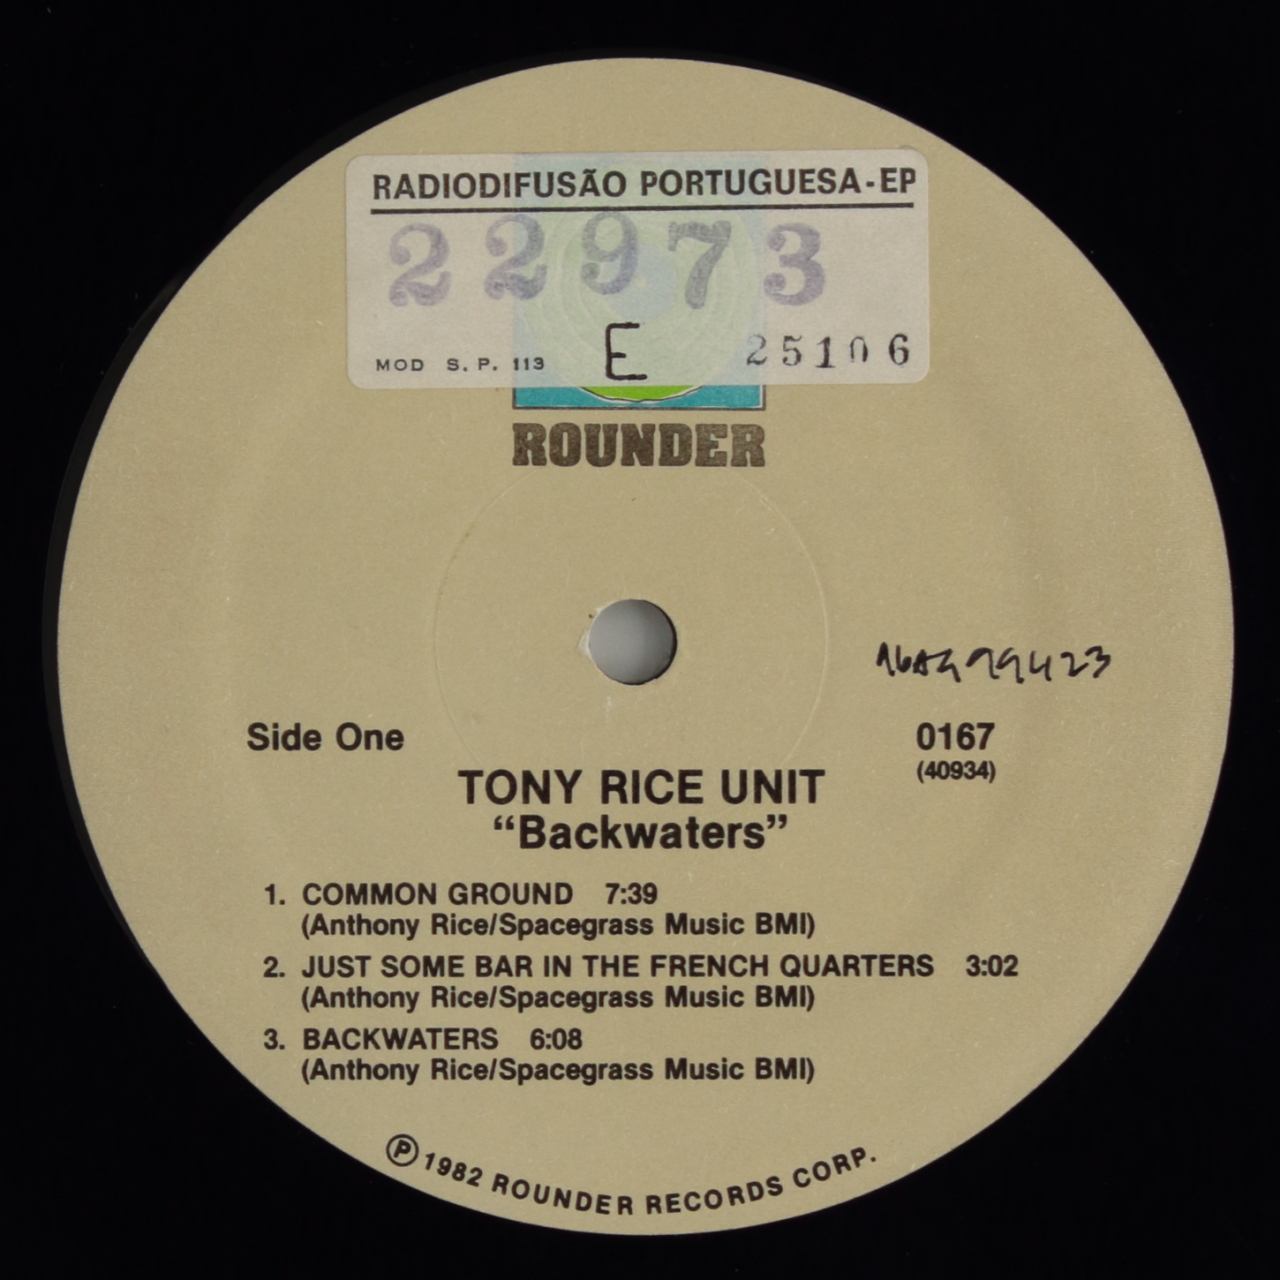 RADIODIFUSÃO PORTUGUESA-EP
22973
E
MOD S.P. 113
25106
ROUNDER
Side One
0167
(40934)
TONY RICE UNIT
“Backwaters”
1. COMMON GROUND 7:39
(Anthony Rice/Spacegrass Music BMI)
2. JUST SOME BAR IN THE FRENCH QUARTERS 3:02
(Anthony Rice/Spacegrass Music BMI)
3. BACKWATERS 6:08
(Anthony Rice/Spacegrass Music BMI)
Ⓟ 1982 ROUNDER RECORDS CORP.